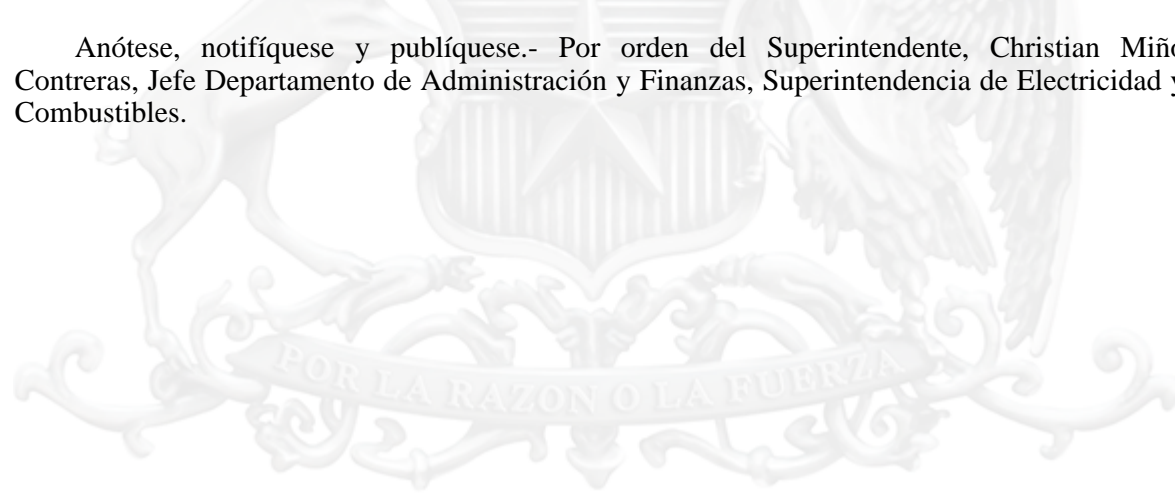 Anótese, notifíquese y publíquese.- Por orden del Superintendente, Christian Miño
Contreras, Jefe Departamento de Administración y Finanzas, Superintendencia de Electricidad y
Combustibles.
POR LA RAZON O LA FUERZA